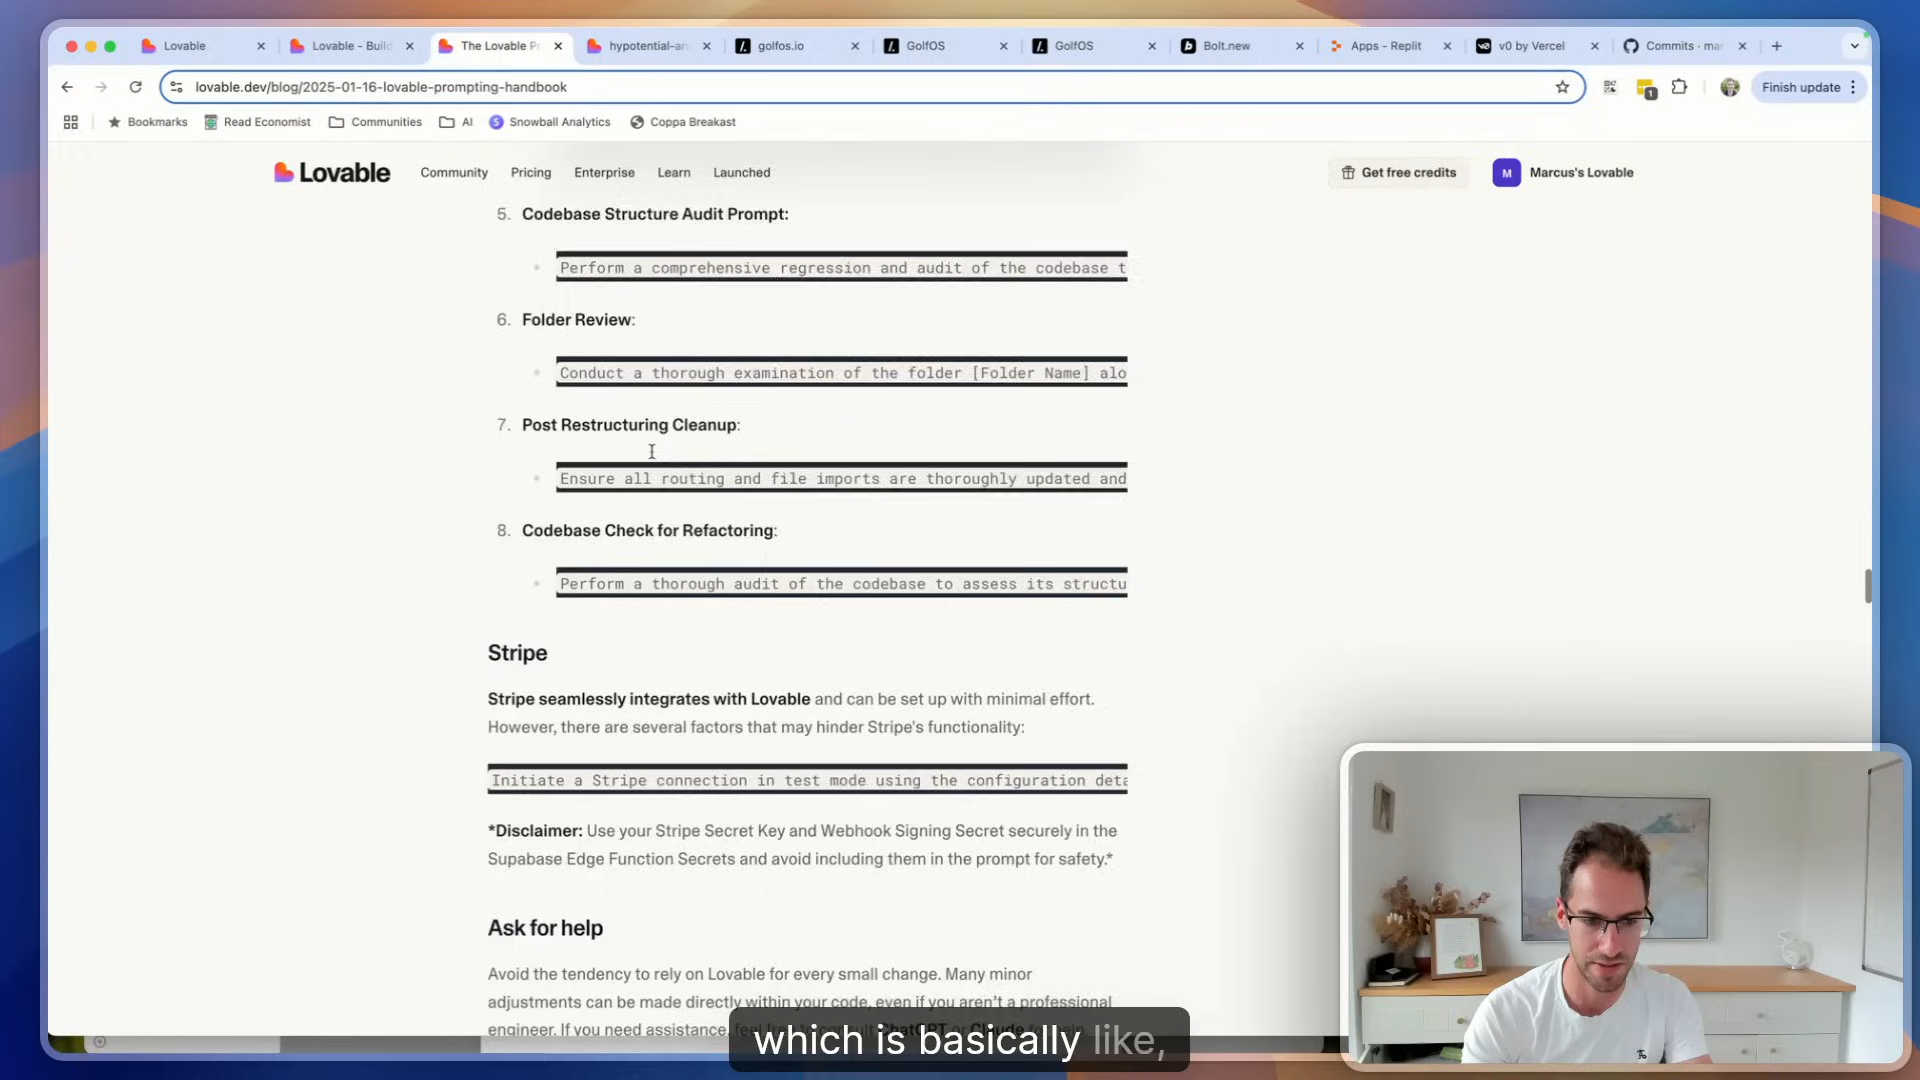 Lovable
Lovable - Build
The Lovable P
hypotential-an
golfos.io
GolfOS
GolfOS
Bolt.new
Apps - Replit
v0 by Vercel
Commits · ma
lovable.dev/blog/2025-01-16-lovable-prompting-handbook
1
Finish update
Bookmarks
Read Economist
Communities
AI
Snowball Analytics
Coppa Breakast
Lovable
Community
Pricing
Enterprise
Learn
Launched
Get free credits
M
Marcus's Lovable
5. Codebase Structure Audit Prompt:
Perform a comprehensive regression and audit of the codebase t
6. Folder Review:
Conduct a thorough examination of the folder [Folder Name] alo
7. Post Restructuring Cleanup:
Ensure all routing and file imports are thoroughly updated and
8. Codebase Check for Refactoring:
Perform a thorough audit of the codebase to assess its structu
Stripe
Stripe seamlessly integrates with Lovable and can be set up with minimal effort.
However, there are several factors that may hinder Stripe's functionality:
Initiate a Stripe connection in test mode using the configuration deta
*Disclaimer: Use your Stripe Secret Key and Webhook Signing Secret securely in the
Supabase Edge Function Secrets and avoid including them in the prompt for safety.*
Ask for help
Avoid the tendency to rely on Lovable for every small change. Many minor
adjustments can be made directly within your code, even if you aren't a professional
engineer. If you need assistance, feel free to consult ChatGPT or Claude for help.
which is basically like,